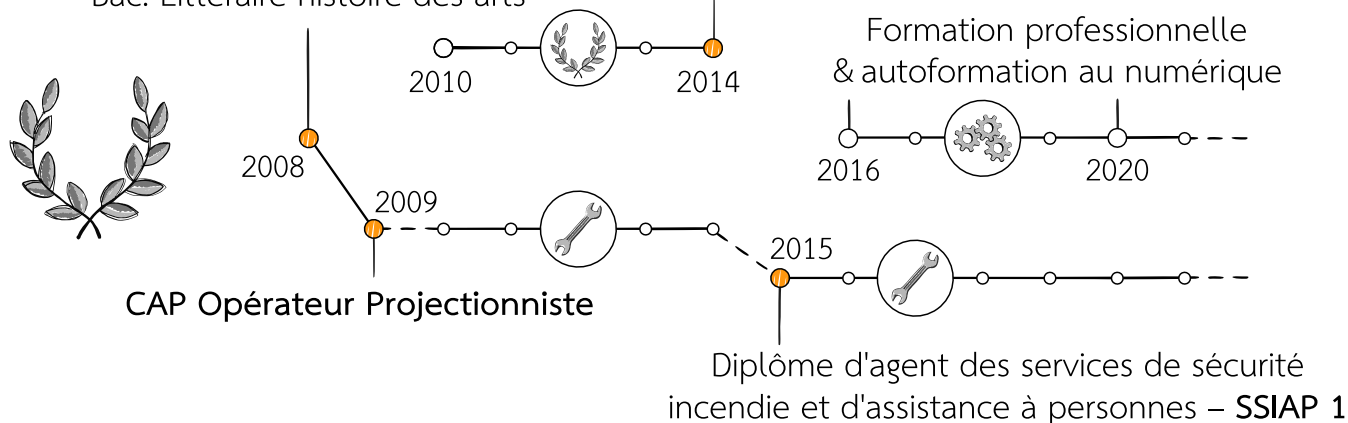 Bac. Littéraire histoire des arts
2010
2014
Formation professionnelle
& autoformation au numérique
2008
2016
2020
2009
2015
CAP Opérateur Projectionniste
Diplôme d'agent des services de sécurité
incendie et d'assistance à personnes – SSIAP 1